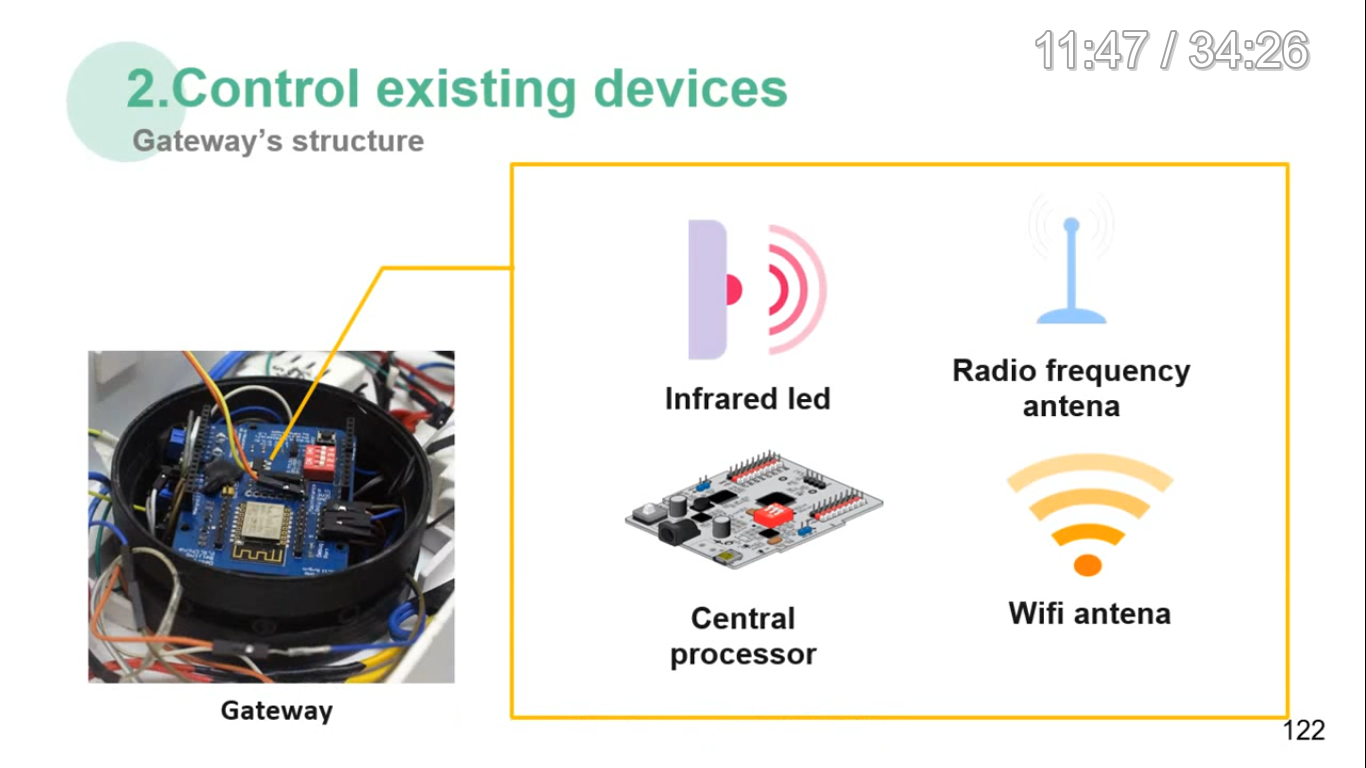 11:47 / 34:26
2.Control existing devices
Gateway’s structure
Infrared led
Radio frequency
antena
Central
processor
Wifi antena
Gateway
122